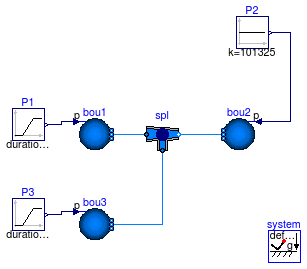 P2
k=101325
P1
p
bou1
spl
bou2
p
duratio...
P3
p
bou3
duratio...
system
def...
g